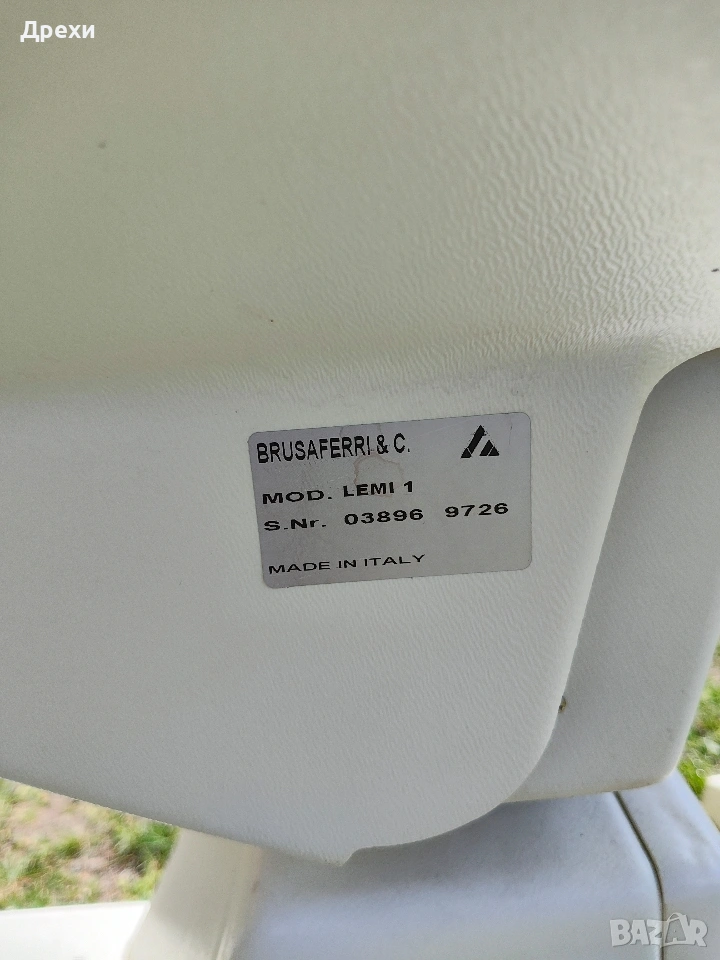 Дрехи
BRUSAFERRI & C.
MOD. LEMI 1
S.Nr. 03896 9726
MADE IN ITALY
BAZAR